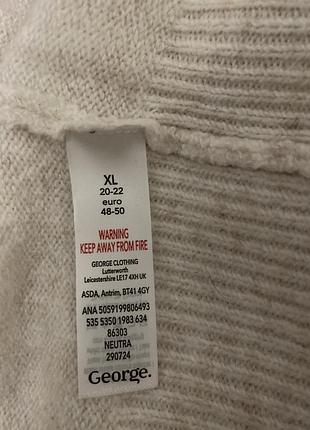 XL
20-22
euro
48-50
WARNING
KEEP AWAY FROM FIRE
GEORGE CLOTHING
Lutterworth
Leicestershire LE17 4XH UK
ASDA, Antrim, BT41 4GY
ANA 5059199806493
535 5350 1983 634
86303
NEUTRA
290724
George.